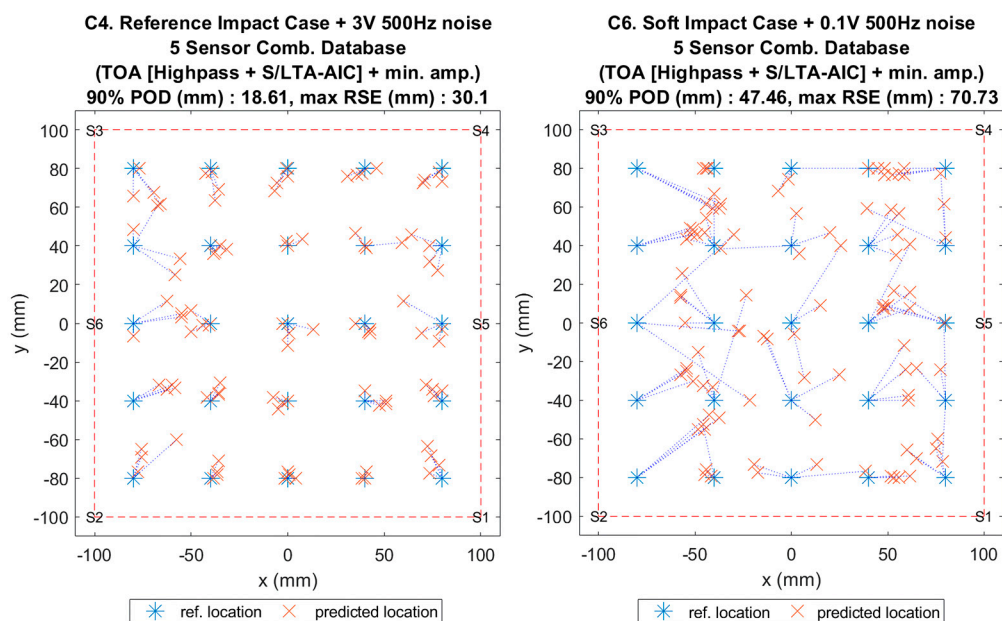 C4. Reference Impact Case + 3V 500Hz noise
5 Sensor Comb. Database
(TOA [Highpass + S/LTA-AIC] + min. amp.)
90% POD (mm) : 18.61, max RSE (mm) : 30.1
100
80
60
40
20
0
-20
-40
-60
-80
-100
y (mm)
S3
S4
S6
S5
S2
S1
-100
-50
0
50
100
x (mm)
ref. location
predicted location
C6. Soft Impact Case + 0.1V 500Hz noise
5 Sensor Comb. Database
(TOA [Highpass + S/LTA-AIC] + min. amp.)
90% POD (mm) : 47.46, max RSE (mm) : 70.73
100
80
60
40
20
0
-20
-40
-60
-80
-100
y (mm)
S3
S4
S6
S5
S2
S1
-100
-50
0
50
100
x (mm)
ref. location
predicted location